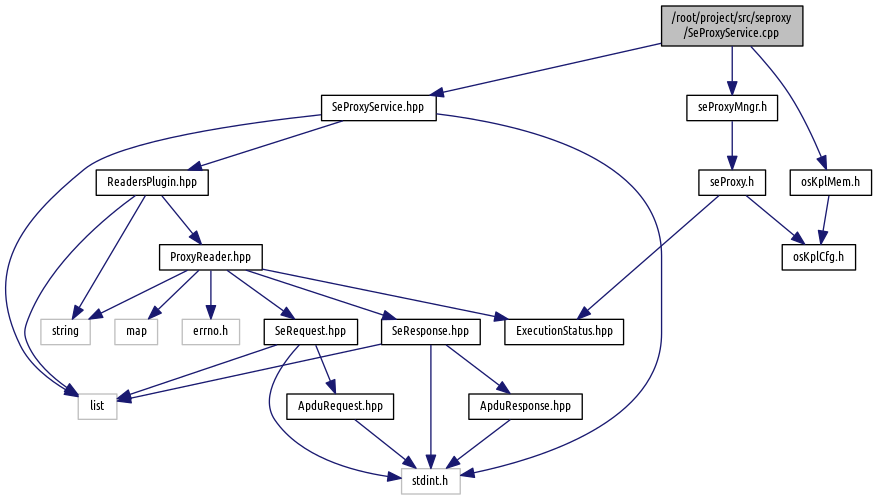 /root/project/src/seproxy
/SeProxyService.cpp
SeProxyService.hpp
seProxyMngr.h
ReadersPlugin.hpp
seProxy.h
osKplMem.h
ProxyReader.hpp
osKplCfg.h
string
map
errno.h
SeRequest.hpp
SeResponse.hpp
ExecutionStatus.hpp
list
ApduRequest.hpp
ApduResponse.hpp
stdint.h